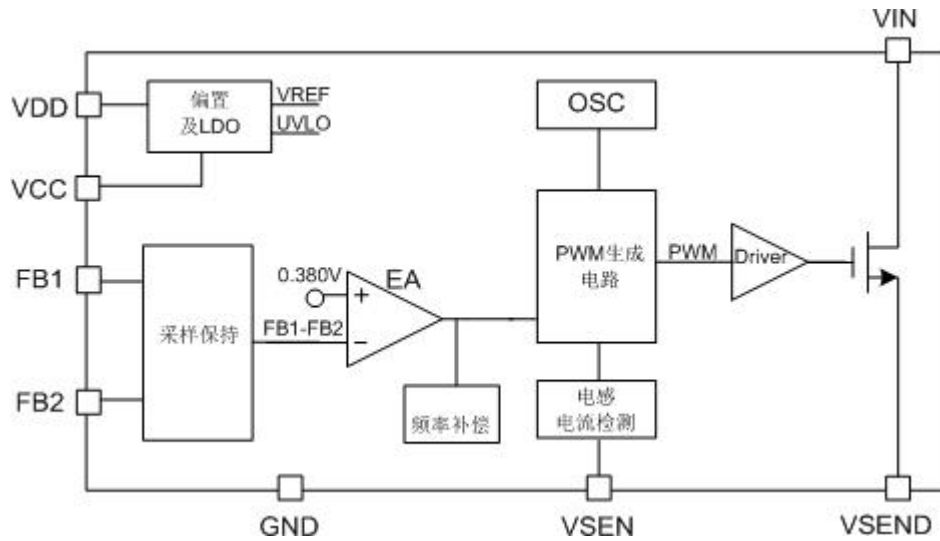 VIN
VDD
偏置
及LDO
VREF
UVLO
OSC
VCC
PWM生成
电路
PWM
Driver
FB1
0.380V
EA
+
采样保持
FB1-FB2
−
FB2
频率补偿
电感
电流检测
GND
VSEN
VSEND